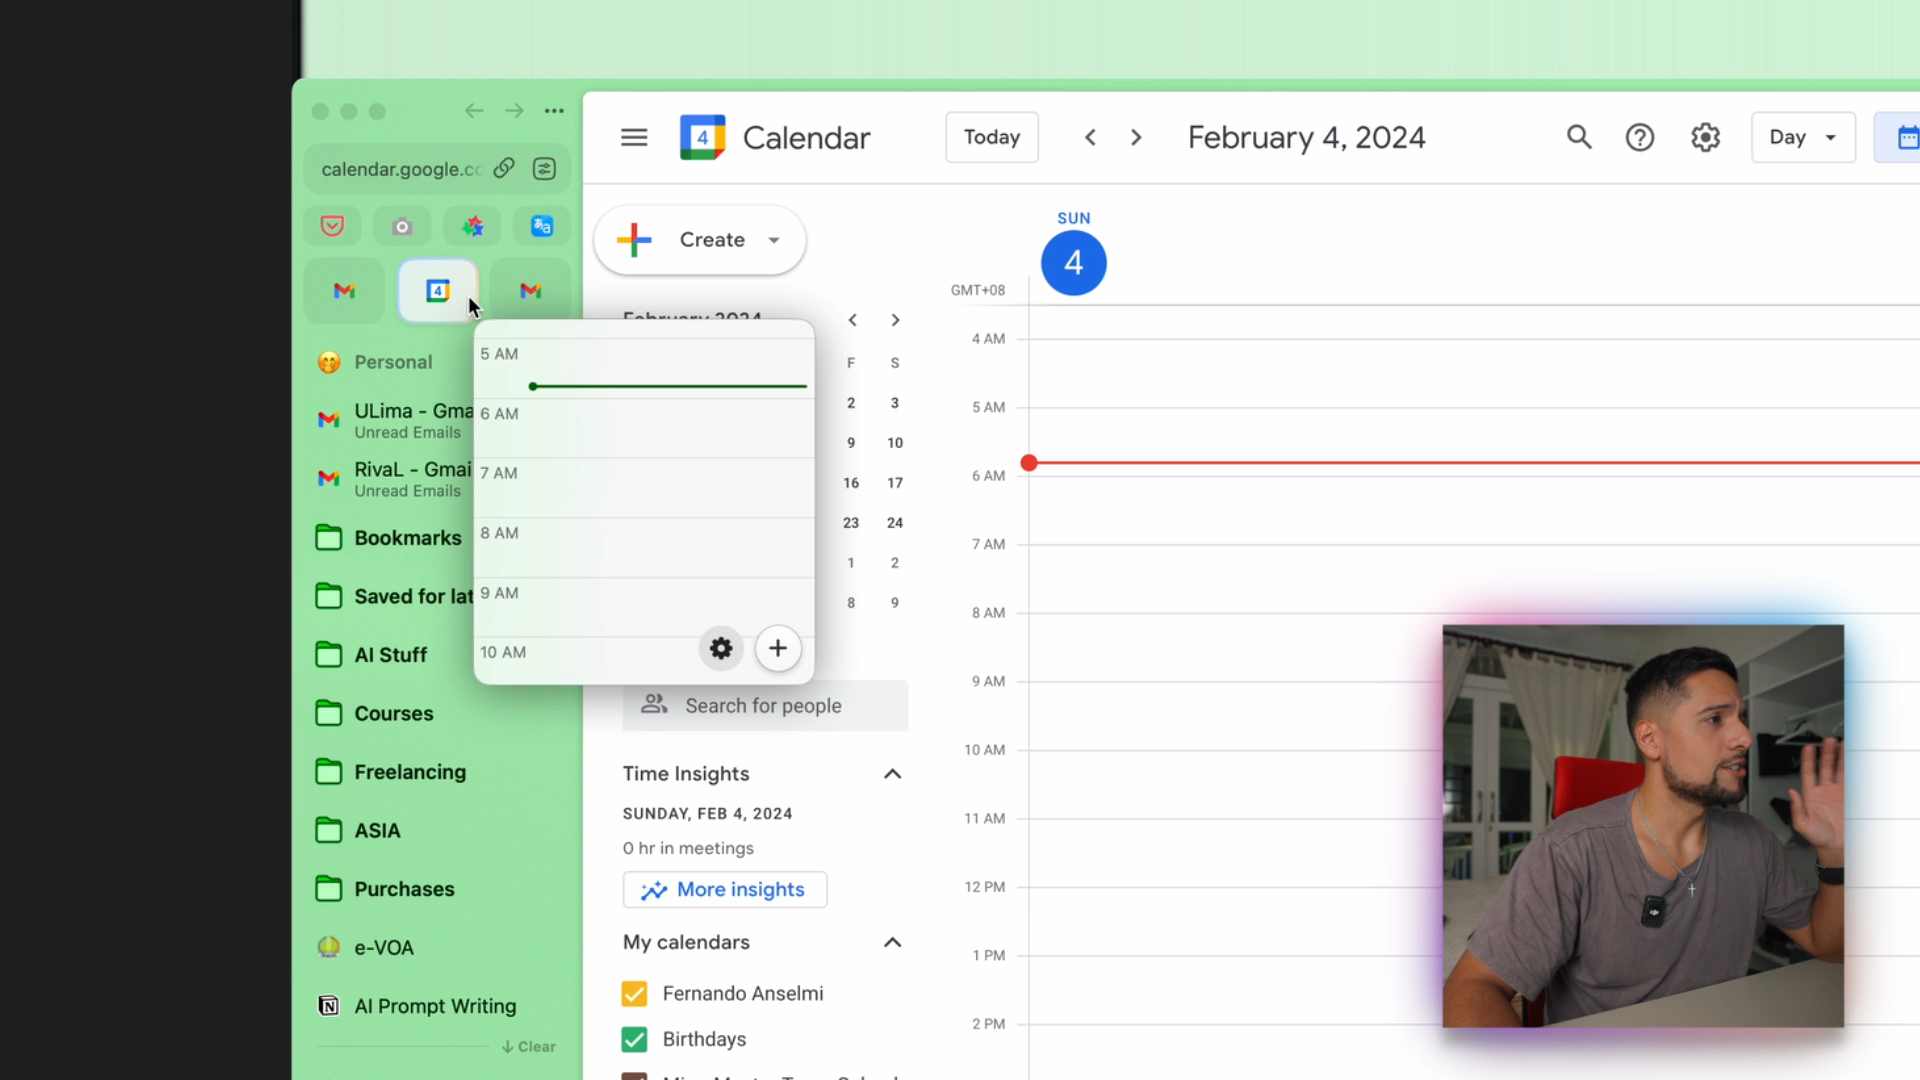 calendar.google.cc
Personal
ULima - Gma
Unread Emails
RivaL - Gmai
Unread Emails
Bookmarks
Saved for lat
AI Stuff
Courses
Freelancing
ASIA
Purchases
e-VOA
AI Prompt Writing
Clear
4
5 AM
6 AM
7 AM
8 AM
9 AM
10 AM
4
Calendar
Today
February 4, 2024
Day
Create
February 2024
F S
2 3
9 10
16 17
23 24
1 2
8 9
Search for people
Time Insights
SUNDAY, FEB 4, 2024
0 hr in meetings
More insights
My calendars
Fernando Anselmi
Birthdays
SUN
4
GMT+08
4 AM
5 AM
6 AM
7 AM
8 AM
9 AM
10 AM
11 AM
12 PM
1 PM
2 PM